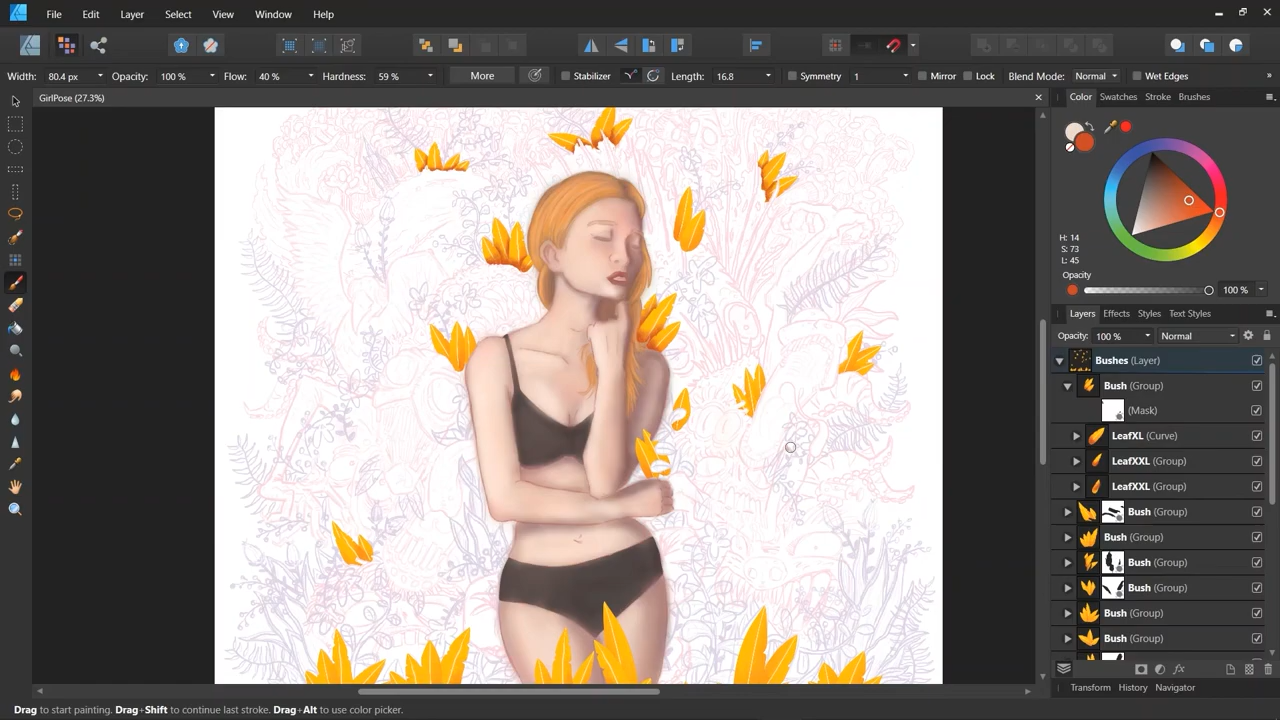 File Edit Layer Select View Window Help
Width: 80.4 px Opacity: 100 % Flow: 40 % Hardness: 59 % More Stabilizer Length: 16.8 Symmetry 1 Mirror Lock Blend Mode: Normal Wet Edges »
GirlPose (27.3%)
Color Swatches Stroke Brushes
H: 14
S: 73
L: 45
Opacity
100 %
Layers Effects Styles Text Styles
Opacity: 100 % Normal
Bushes (Layer)
Bush (Group)
(Mask)
LeafXL (Curve)
LeafXXL (Group)
LeafXXL (Group)
Bush (Group)
Bush (Group)
Bush (Group)
Bush (Group)
Bush (Group)
Bush (Group)
fx
Transform History Navigator
Drag to start painting. Drag+Shift to continue last stroke. Drag+Alt to use color picker.